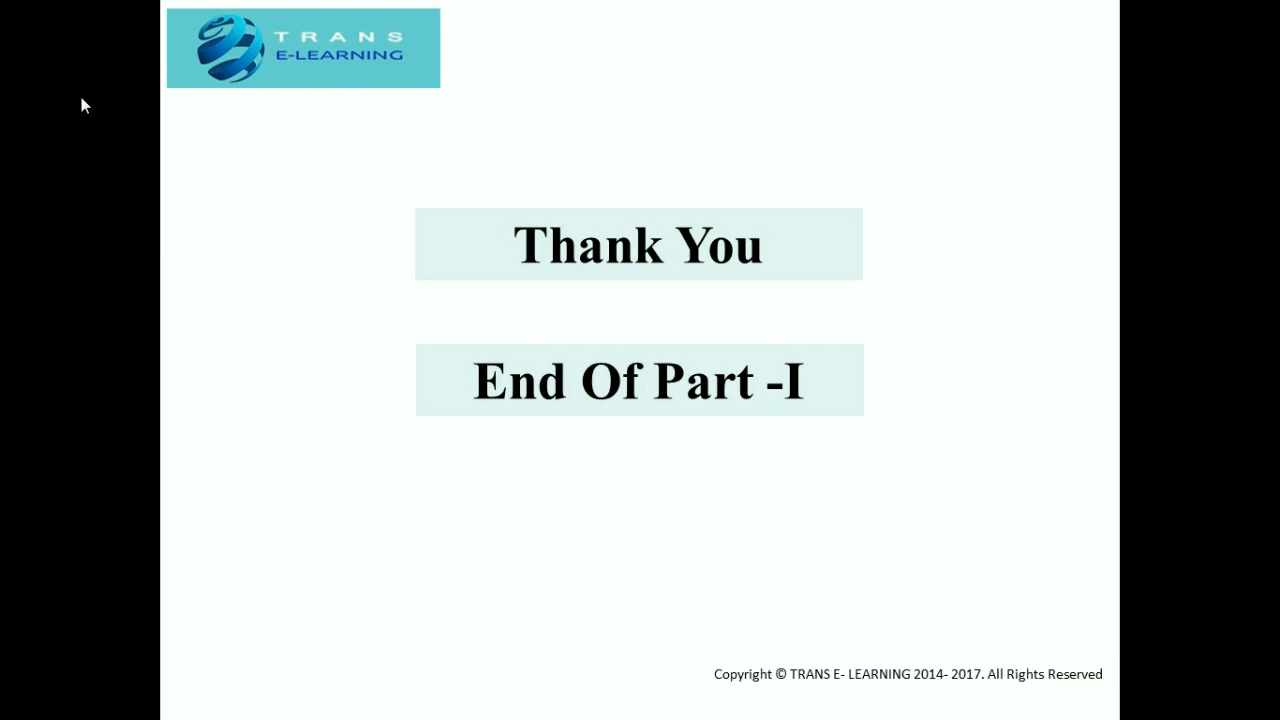 TRANS
E-LEARNING
Thank You
End Of Part -I
Copyright © TRANS E- LEARNING 2014- 2017. All Rights Reserved